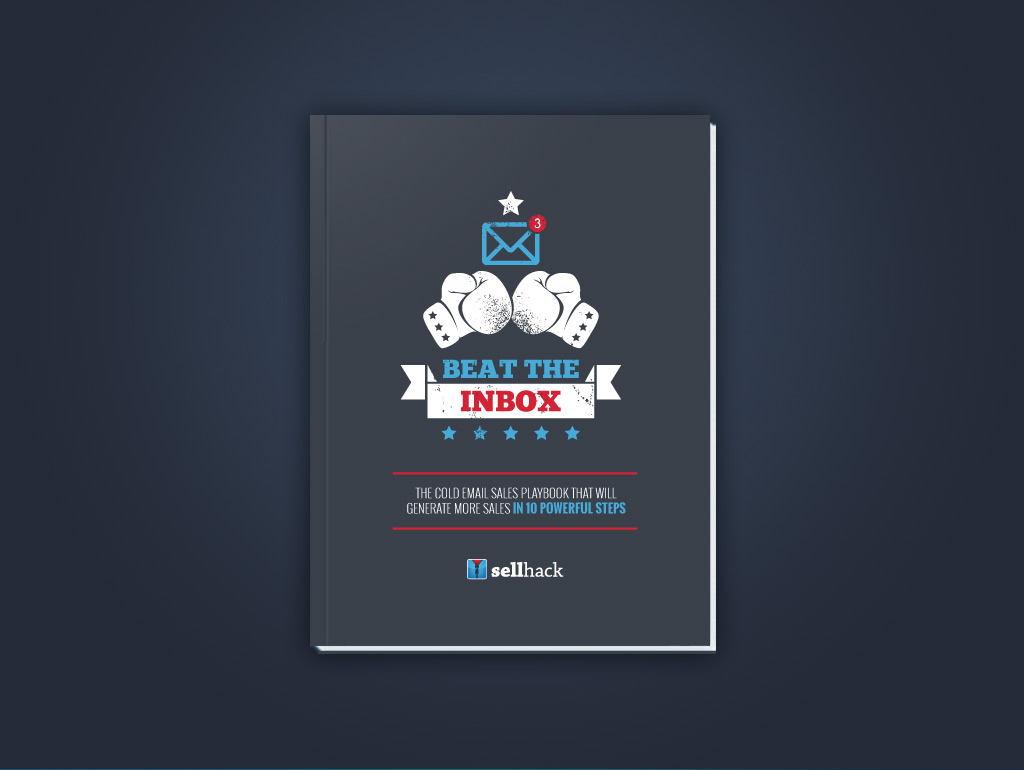 3
BEAT THE
INBOX
THE COLD EMAIL SALES PLAYBOOK THAT WILL
GENERATE MORE SALES IN 10 POWERFUL STEPS
sellhack